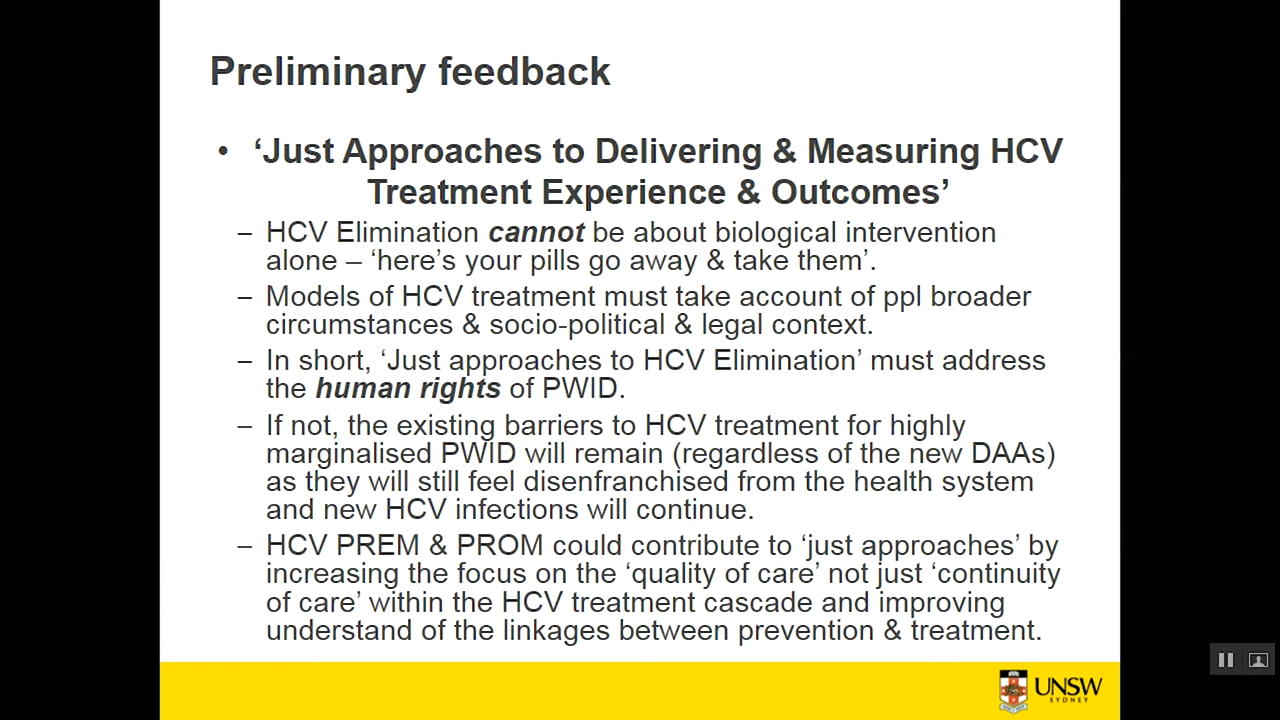 Preliminary feedback
• ‘Just Approaches to Delivering & Measuring HCV
Treatment Experience & Outcomes’
– HCV Elimination cannot be about biological intervention
alone – ‘here’s your pills go away & take them’.
– Models of HCV treatment must take account of ppl broader
circumstances & socio-political & legal context.
– In short, ‘Just approaches to HCV Elimination’ must address
the human rights of PWID.
– If not, the existing barriers to HCV treatment for highly
marginalised PWID will remain (regardless of the new DAAs)
as they will still feel disenfranchised from the health system
and new HCV infections will continue.
– HCV PREM & PROM could contribute to ‘just approaches’ by
increasing the focus on the ‘quality of care’ not just ‘continuity
of care’ within the HCV treatment cascade and improving
understand of the linkages between prevention & treatment.
UNSW
SYDNEY